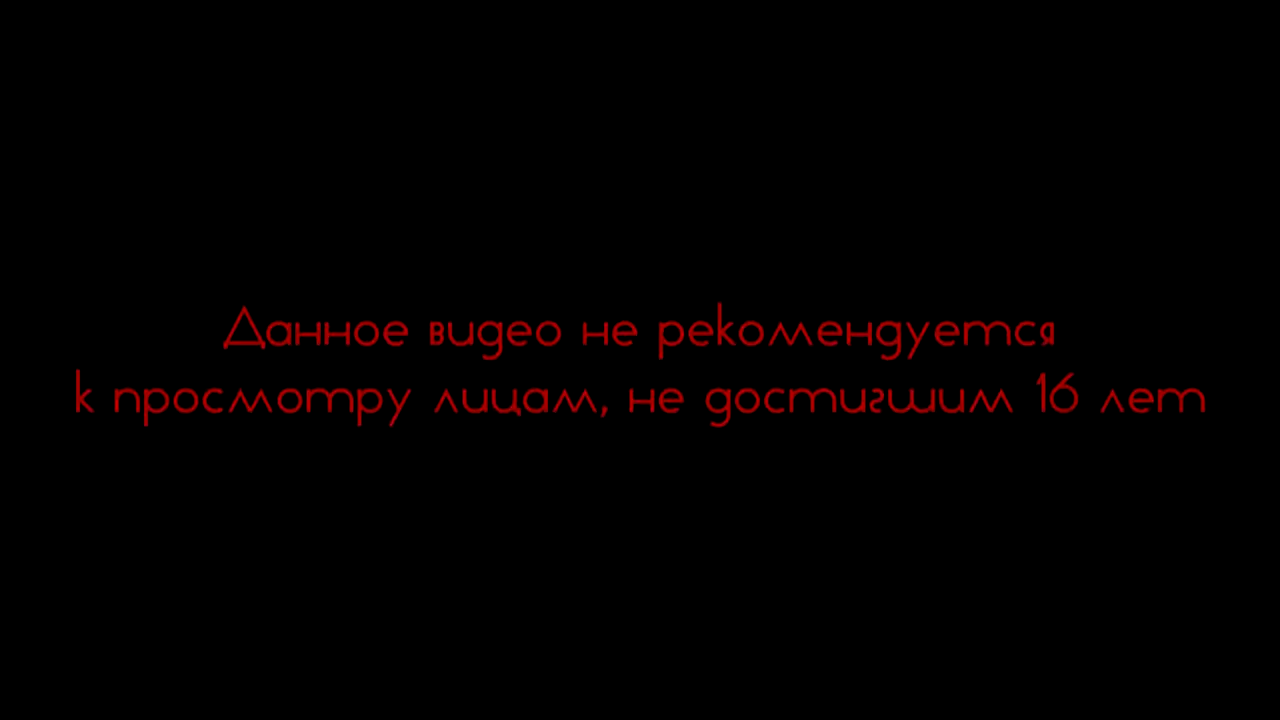 Данное видео не рекомендуется
к просмотру лицам, не достигшим 16 лет